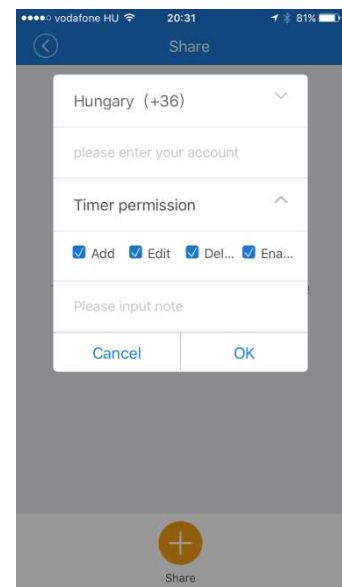 vodafone HU 20:31 81%
Share
Hungary (+36)
please enter your account
Timer permission
Add Edit Del... Ena...
Please input note
Cancel OK
Share